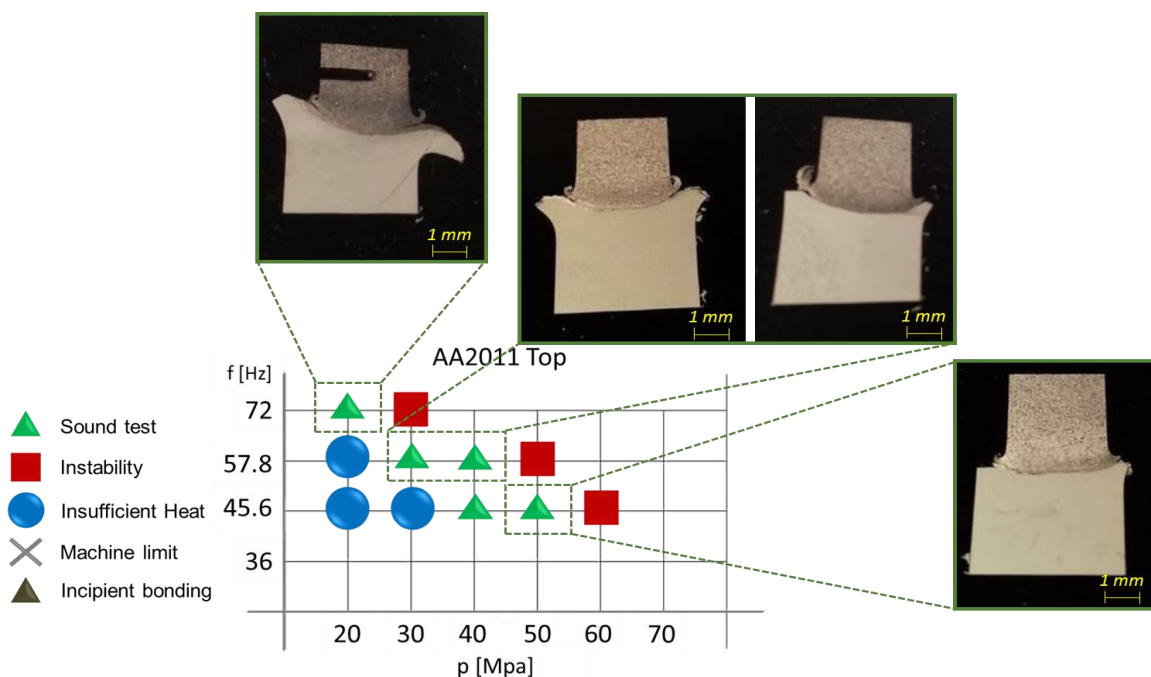 1 mm
1 mm
1 mm
AA2011 Top
f [Hz]
72
Sound test
Instability
57.8
Insufficient Heat
45.6
Machine limit
36
Incipient bonding
1 mm
20 30 40 50 60 70
p [Mpa]